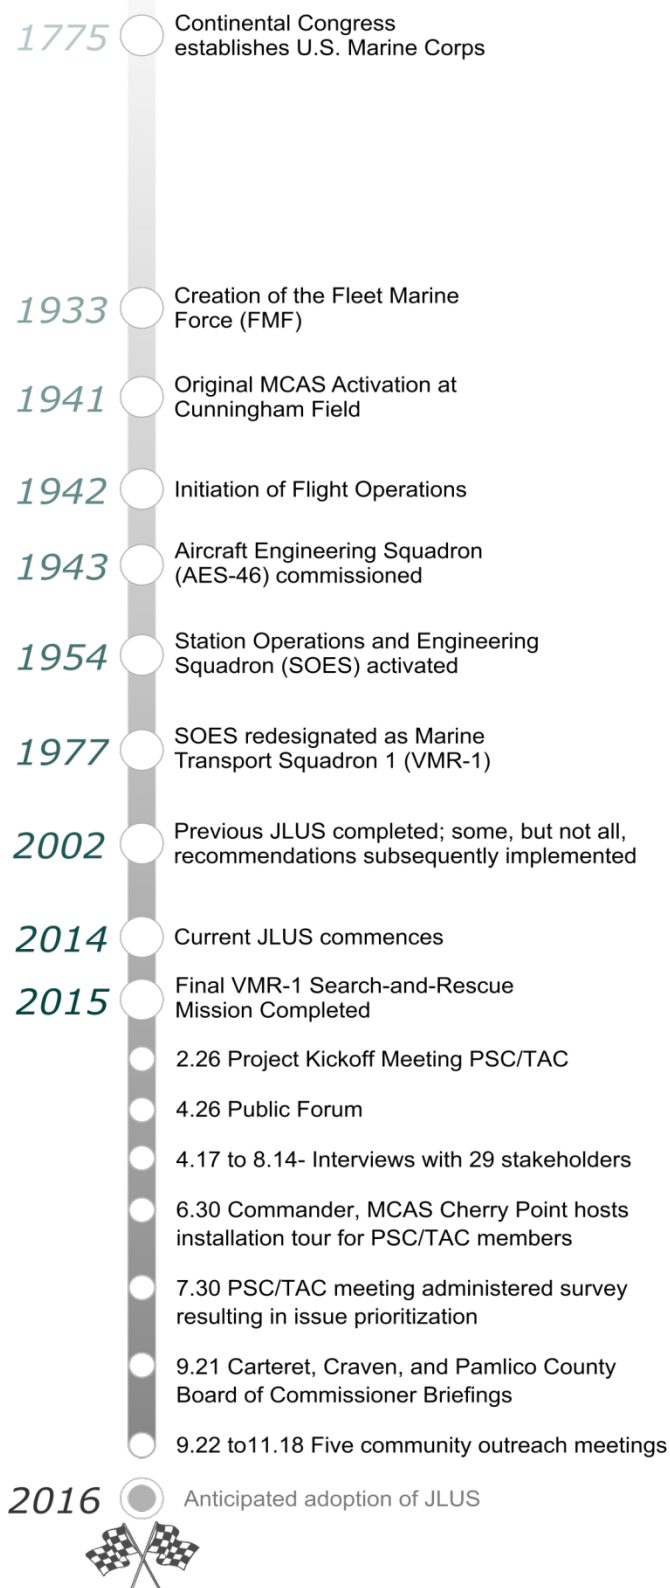 1775
Continental Congress
establishes U.S. Marine Corps
1933
Creation of the Fleet Marine
Force (FMF)
1941
Original MCAS Activation at
Cunningham Field
1942
Initiation of Flight Operations
1943
Aircraft Engineering Squadron
(AES-46) commissioned
1954
Station Operations and Engineering
Squadron (SOES) activated
1977
SOES redesignated as Marine
Transport Squadron 1 (VMR-1)
2002
Previous JLUS completed; some, but not all,
recommendations subsequently implemented
2014
Current JLUS commences
2015
Final VMR-1 Search-and-Rescue
Mission Completed
2.26 Project Kickoff Meeting PSC/TAC
4.26 Public Forum
4.17 to 8.14- Interviews with 29 stakeholders
6.30 Commander, MCAS Cherry Point hosts
installation tour for PSC/TAC members
7.30 PSC/TAC meeting administered survey
resulting in issue prioritization
9.21 Carteret, Craven, and Pamlico County
Board of Commissioner Briefings
9.22 to11.18 Five community outreach meetings
2016
Anticipated adoption of JLUS